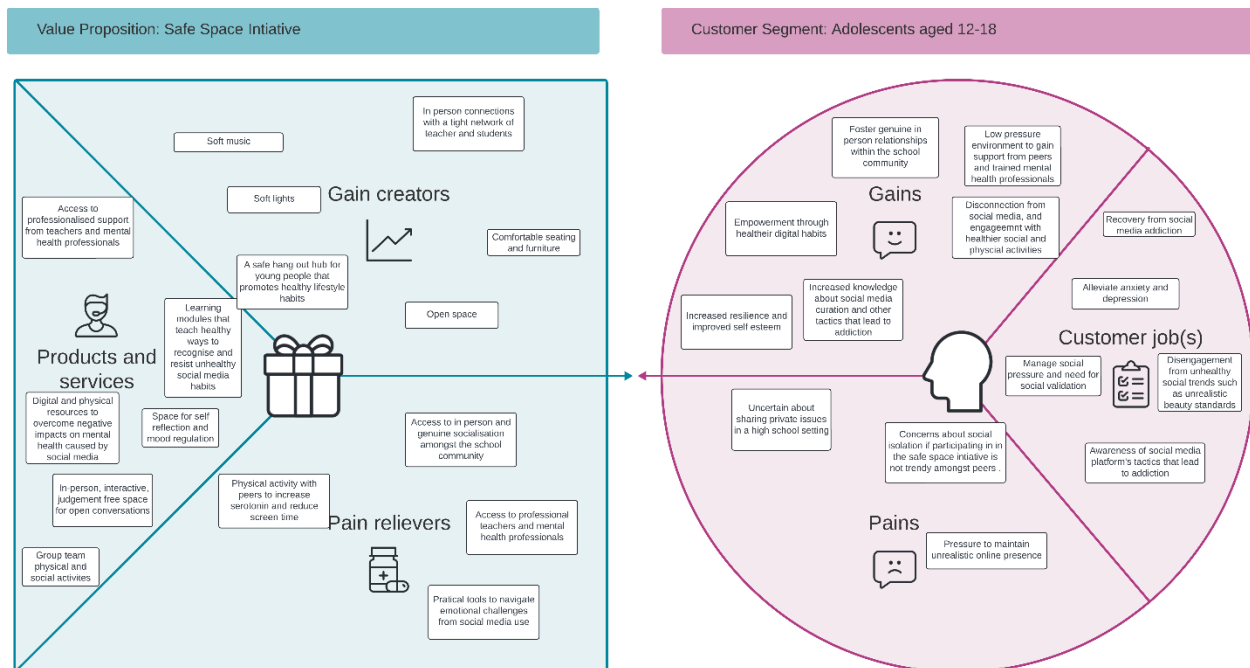 Value Proposition: Safe Space Intiative
Customer Segment: Adolescents aged 12-18
In person connections
with a tight network of
teacher and students
Soft music
Soft lights
Gain creators
Access to
professionalised support
from teachers and mental
health professionals
Comfortable seating
and furniture
A safe hang out hub for
young people that
promotes healthy lifestyle
habits
Open space
Learning
modules that
teach healthy
ways to
recognise and
resist unhealthy
social media
habits
Products and
services
Digital and physical
resources to
overcome negative
impacts on mental
health caused by
social media
Space for self
reflection and
mood regulation
In-person, interactive,
judgement free space
for open conversations
Group team
physical and
social activites
Access to in person and
genuine socialisation
amongst the school
community
Physical activity with
peers to increase
serotonin and reduce
screen time
Pain relievers
Access to professional
teachers and mental
health professionals
Pratical tools to navigate
emotional challenges
from social media use
Foster genuine in
person relationships
within the school
community
Low pressure
environment to gain
support from peers
and trained mental
health professionals
Gains
Empowerment through
healtheir digital habits
Disconnection from
social media, and
engageemnt with
healthier social and
physcial activities
Increased resilience and
improved self esteem
Increased knowledge
about social media
curation and other
tactics that lead to
addiction
Recovery from social
media addiction
Alleviate anxiety and
depression
Customer job(s)
Manage social
pressure and need for
social validation
Disengagement
from unhealthy
social trends such
as unrealistic
beauty standards
Awareness of social media
platform's tactics that lead
to addiction
Uncertain about
sharing private issues
in a high school setting
Concerns about social
isolation if participating in in
the safe space intiative is
not trendy amongst peers .
Pains
Pressure to maintain
unrealistic online presence